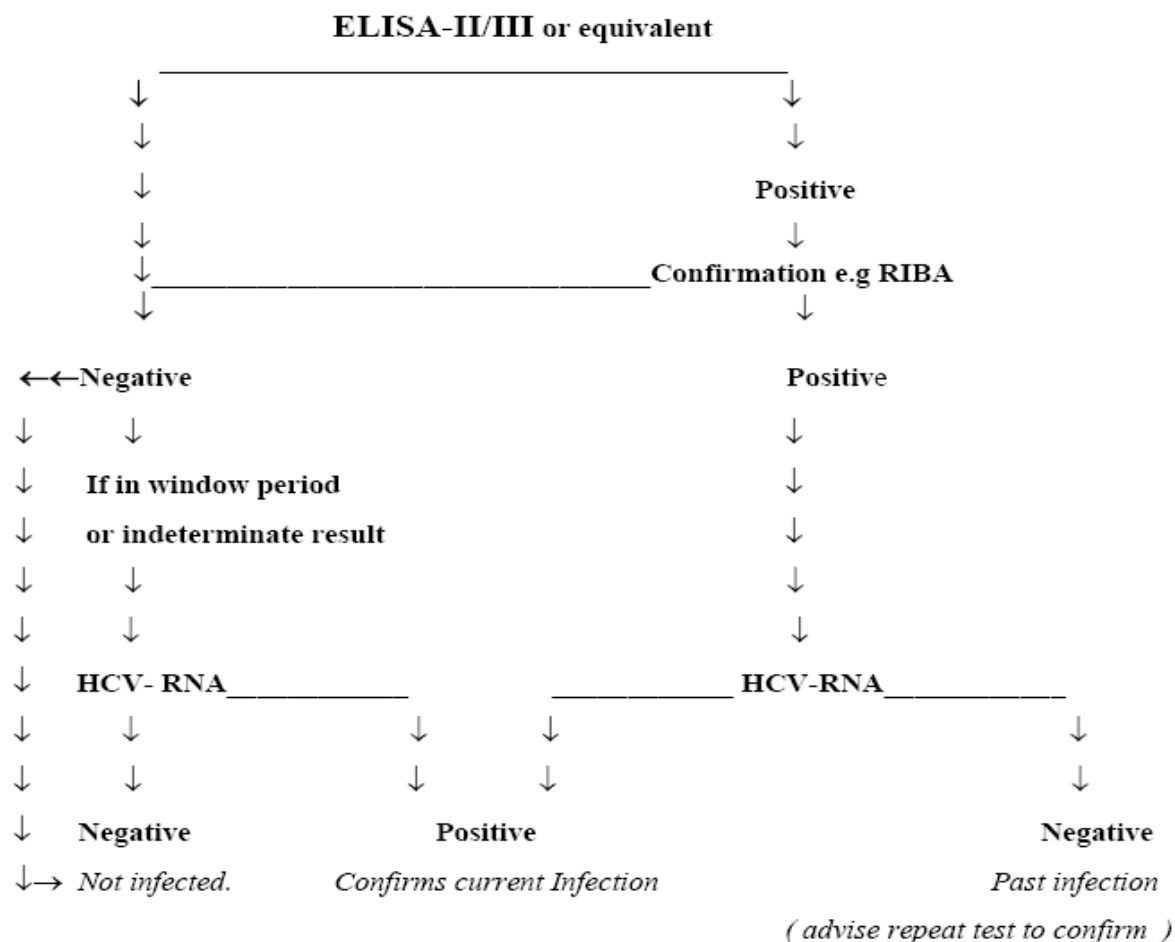 ELISA-II/III or equivalent
↓ ↓
↓ ↓
↓ Positive
↓ ↓
↓ Confirmation e.g RIBA
↓ ↓
←←Negative Positive
↓ ↓ ↓
↓ If in window period ↓
↓ or indeterminate result ↓
↓ ↓ ↓
↓ ↓ ↓
↓ HCV- RNA HCV-RNA
↓ ↓ ↓ ↓ ↓
↓ ↓ ↓ ↓ ↓
↓ Negative Positive Negative
↓→ Not infected. Confirms current Infection Past infection
( advise repeat test to confirm )